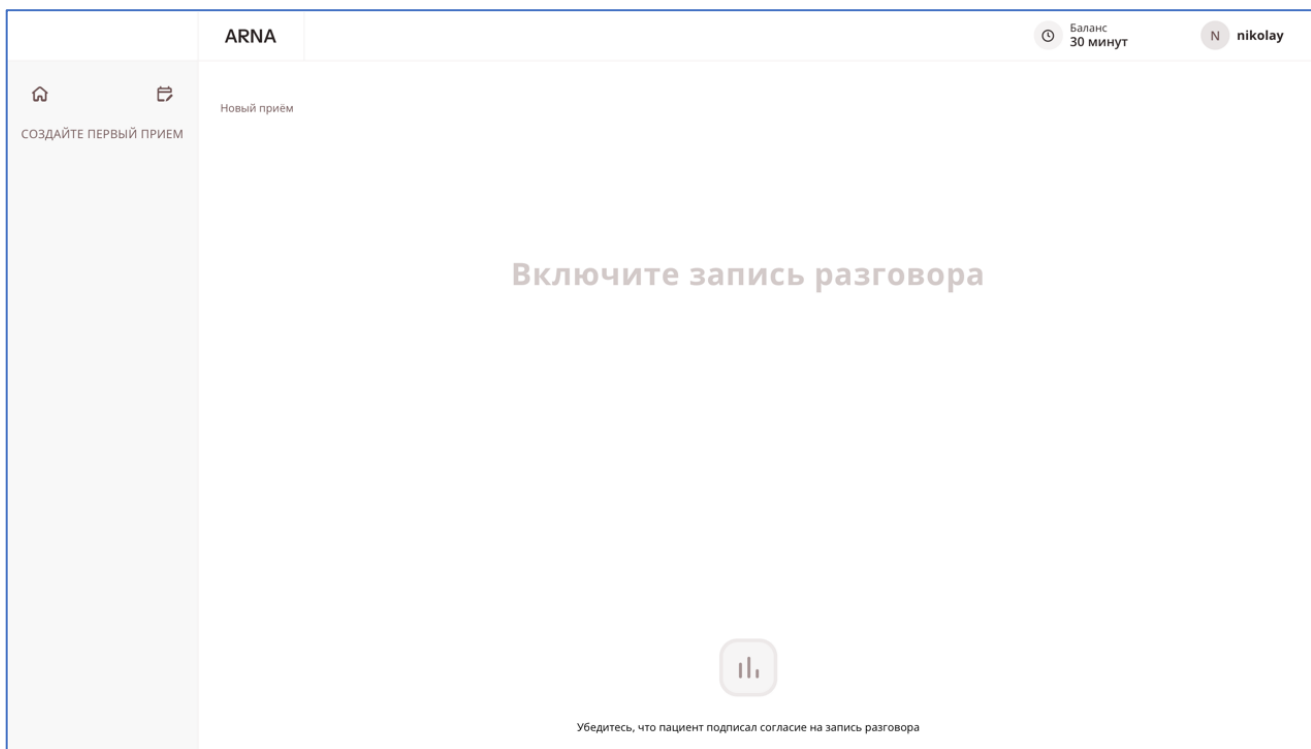 ARNA
Баланс
30 минут
N nikolay
СОЗДАЙТЕ ПЕРВЫЙ ПРИЕМ
Новый приём
Включите запись разговора
Убедитесь, что пациент подписал согласие на запись разговора